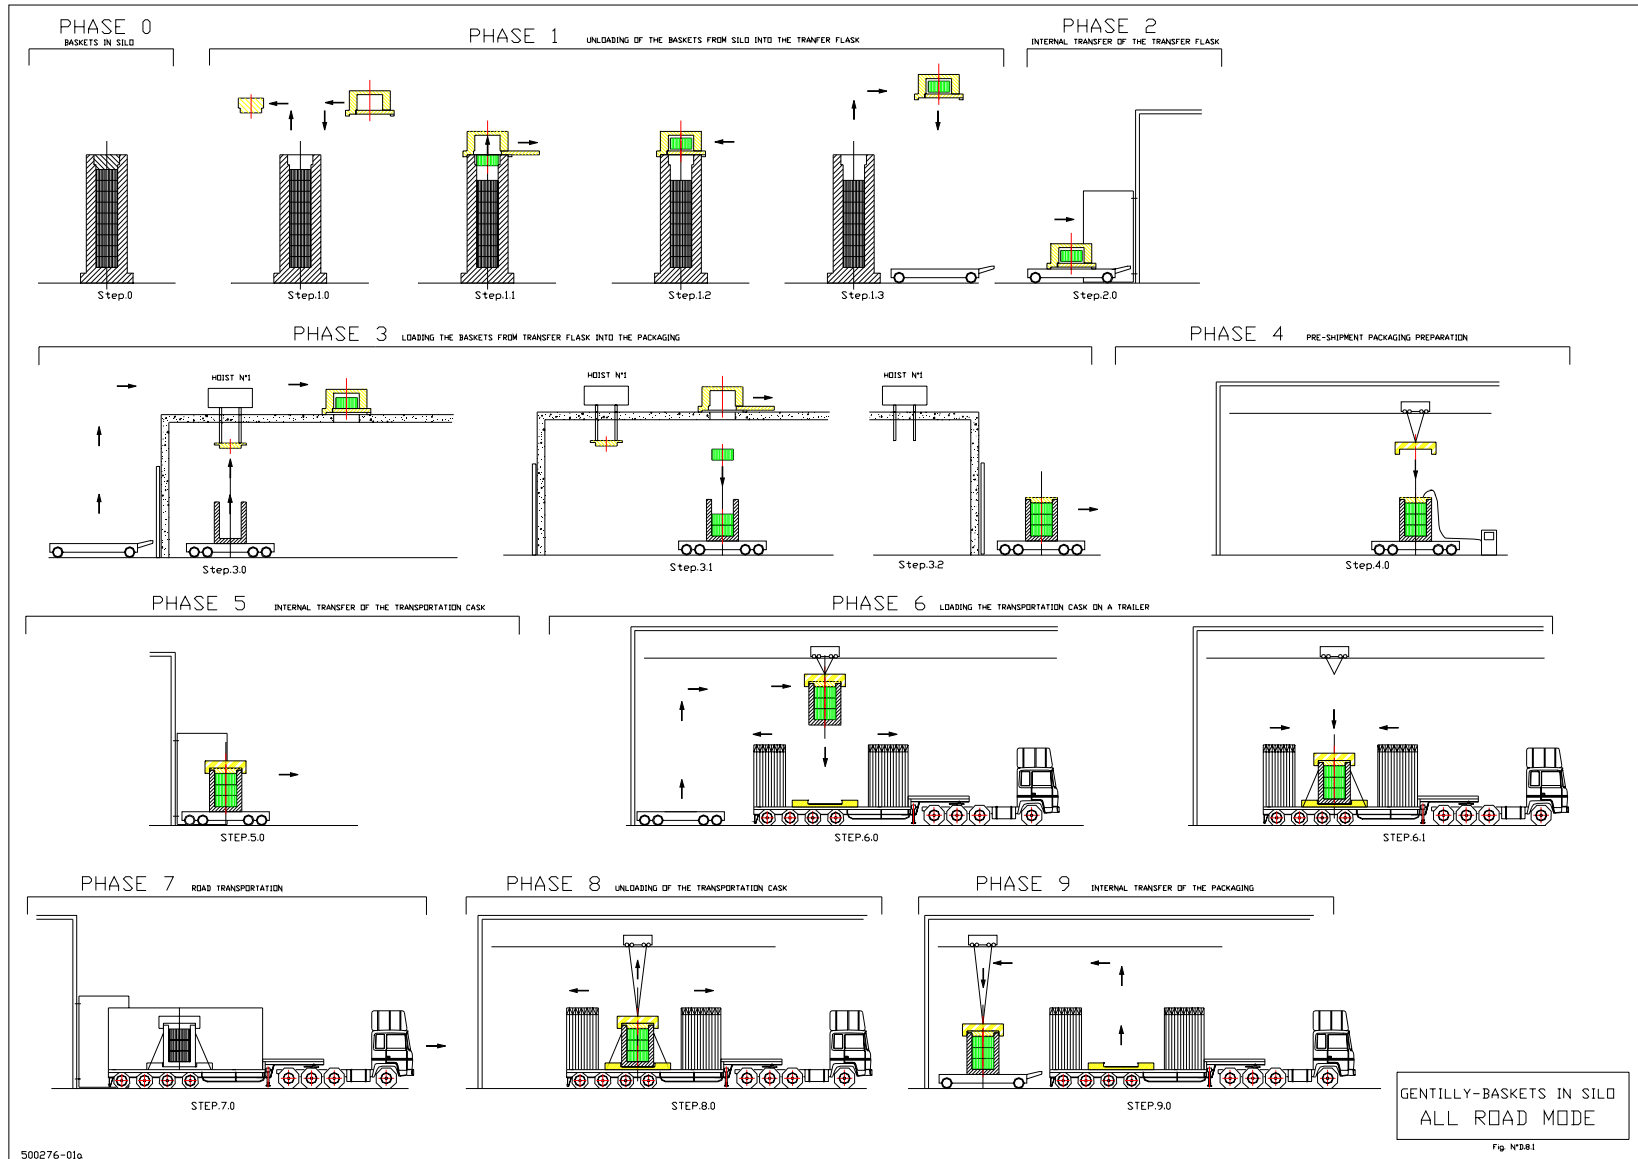 PHASE 0
BASKETS IN SILO
PHASE 1 UNLOADING OF THE BASKETS FROM SILO INTO THE TRANFER FLASK
PHASE 2
INTERNAL TRANSFER OF THE TRANSFER FLASK
Step.0
Step.1.0
Step.1.1
Step.1.2
Step.1.3
Step.2.0
PHASE 3 LOADING THE BASKETS FROM TRANSFER FLASK INTO THE PACKAGING
PHASE 4 PRE-SHIPMENT PACKAGING PREPARATION
HOIST N°1
HOIST N°1
HOIST N°1
Step.3.0
Step.3.1
Step.3.2
Step.4.0
PHASE 5 INTERNAL TRANSFER OF THE TRANSPORTATION CASK
PHASE 6 LOADING THE TRANSPORTATION CASK ON A TRAILER
STEP.5.0
STEP.6.0
STEP.6.1
PHASE 7 ROAD TRANSPORTATION
PHASE 8 UNLOADING OF THE TRANSPORTATION CASK
PHASE 9 INTERNAL TRANSFER OF THE PACKAGING
STEP.7.0
STEP.8.0
STEP.9.0
GENTILLY-BASKETS IN SILO
ALL ROAD MODE
Fig. N°D.8.1
500276-01a